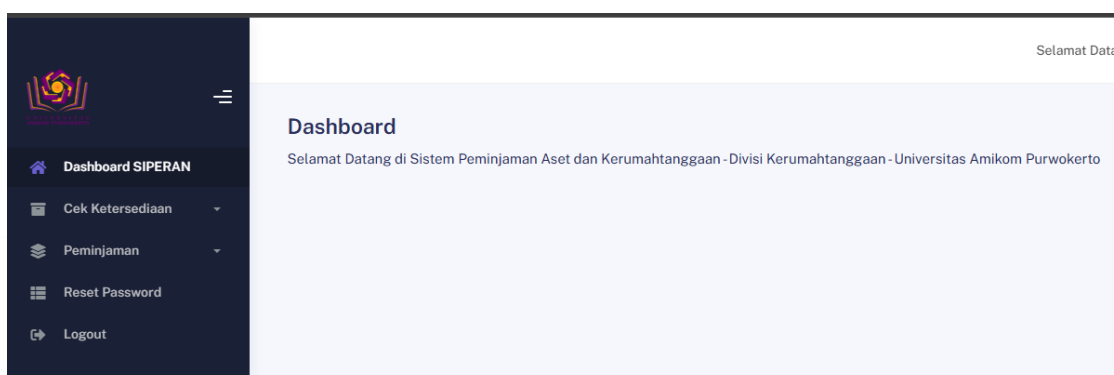 Selamat Data
Dashboard
Selamat Datang di Sistem Peminjaman Aset dan Kerumahtanggaan - Divisi Kerumahtanggaan - Universitas Amikom Purwokerto
Dashboard SIPERAN
Cek Ketersediaan
Peminjaman
Reset Password
Logout